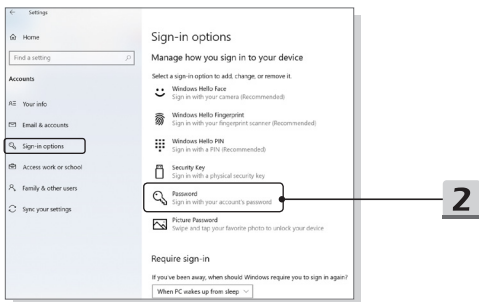 Settings
Home
Find a setting
Accounts
Your info
Email & accounts
Sign-in options
Access work or school
Family & other users
Sync your settings
Sign-in options
Manage how you sign in to your device
Select a sign-in option to add, change, or remove it.
Windows Hello Face
Sign in with your camera (Recommended)
Windows Hello Fingerprint
Sign in with your fingerprint scanner (Recommended)
Windows Hello PIN
Sign in with a PIN (Recommended)
Security Key
Sign in with a physical security key
Password
Sign in with your account's password
2
Picture Password
Swipe and tap your favorite photo to unlock your device
Require sign-in
If you've been away, when should Windows require you to sign in again?
When PC wakes up from sleep